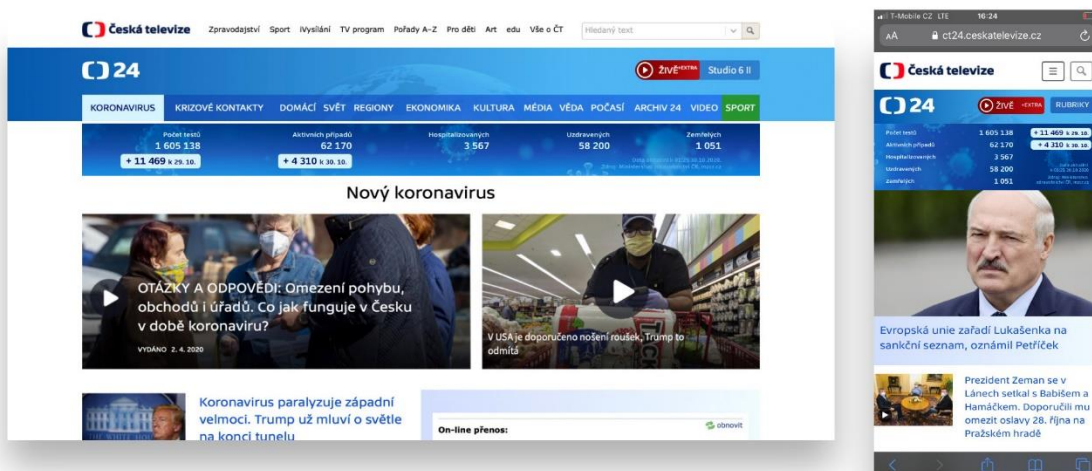 Česká televize
Zpravodajství Sport iVysílání TV program Pořady A–Z Pro děti Art edu Vše o ČT
Hledaný text
24
ŽIVĚ +EXTRA Studio 6 II
KORONAVIRUS KRIZOVÉ KONTAKTY DOMÁCÍ SVĚT REGIONY EKONOMIKA KULTURA MÉDIA VĚDA POČASÍ ARCHIV 24 VIDEO SPORT
Počet testů Aktivních případů Hospitalizovaných Uzdravených Zemřelých
1 605 138 62 170 3 567 58 200 1 051
+ 11 469 k 29. 10. + 4 310 k 30. 10.
Nový koronavirus
OTÁZKY A ODPOVĚDI: Omezení pohybu,
obchodů i úřadů. Co jak funguje v Česku
v době koronaviru?
VYDÁNO 2. 4. 2020
V USA je doporučeno nošení roušek, Trump to
odmítá
Koronavirus paralyzuje západní
velmoci. Trump už mluví o světle
na konci tunelu
On-line přenos:
obnovit
T-Mobile CZ LTE 16:24
AA ct24.ceskatelevize.cz
Česká televize
24 ŽIVĚ +EXTRA RUBRIKY
Počet testů 1 605 138 + 11 469 k 29. 10.
Aktivních případů 62 170 + 4 310 k 30. 10.
Hospitalizovaných 3 567
Uzdravených 58 200
Zemřelých 1 051
Evropská unie zařadí Lukašenka na
sankční seznam, oznámil Petříček
Prezident Zeman se v
Lánech setkal s Babišem a
Hamáčkem. Doporučili mu
omezit oslavy 28. října na
Pražském hradě